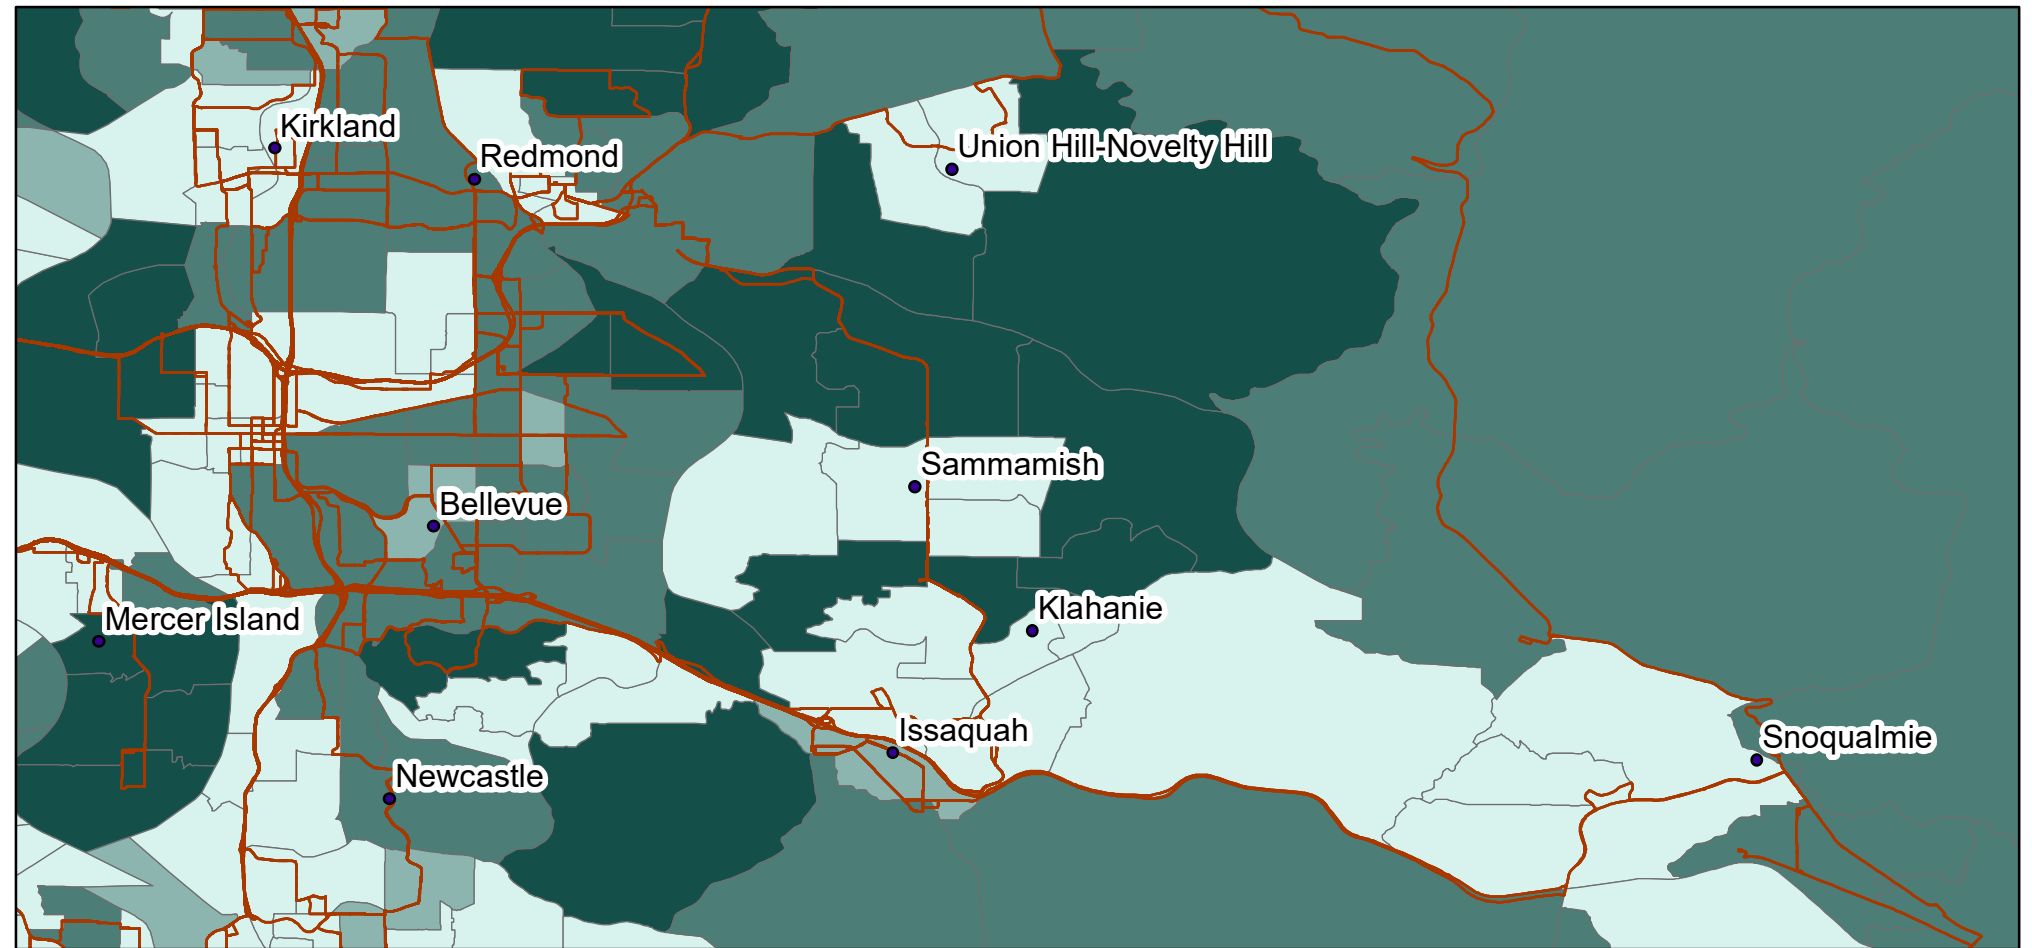 Kirkland
Redmond
Union Hill-Novelty Hill
Sammamish
Bellevue
Klahanie
Mercer Island
Issaquah
Snoqualmie
Newcastle